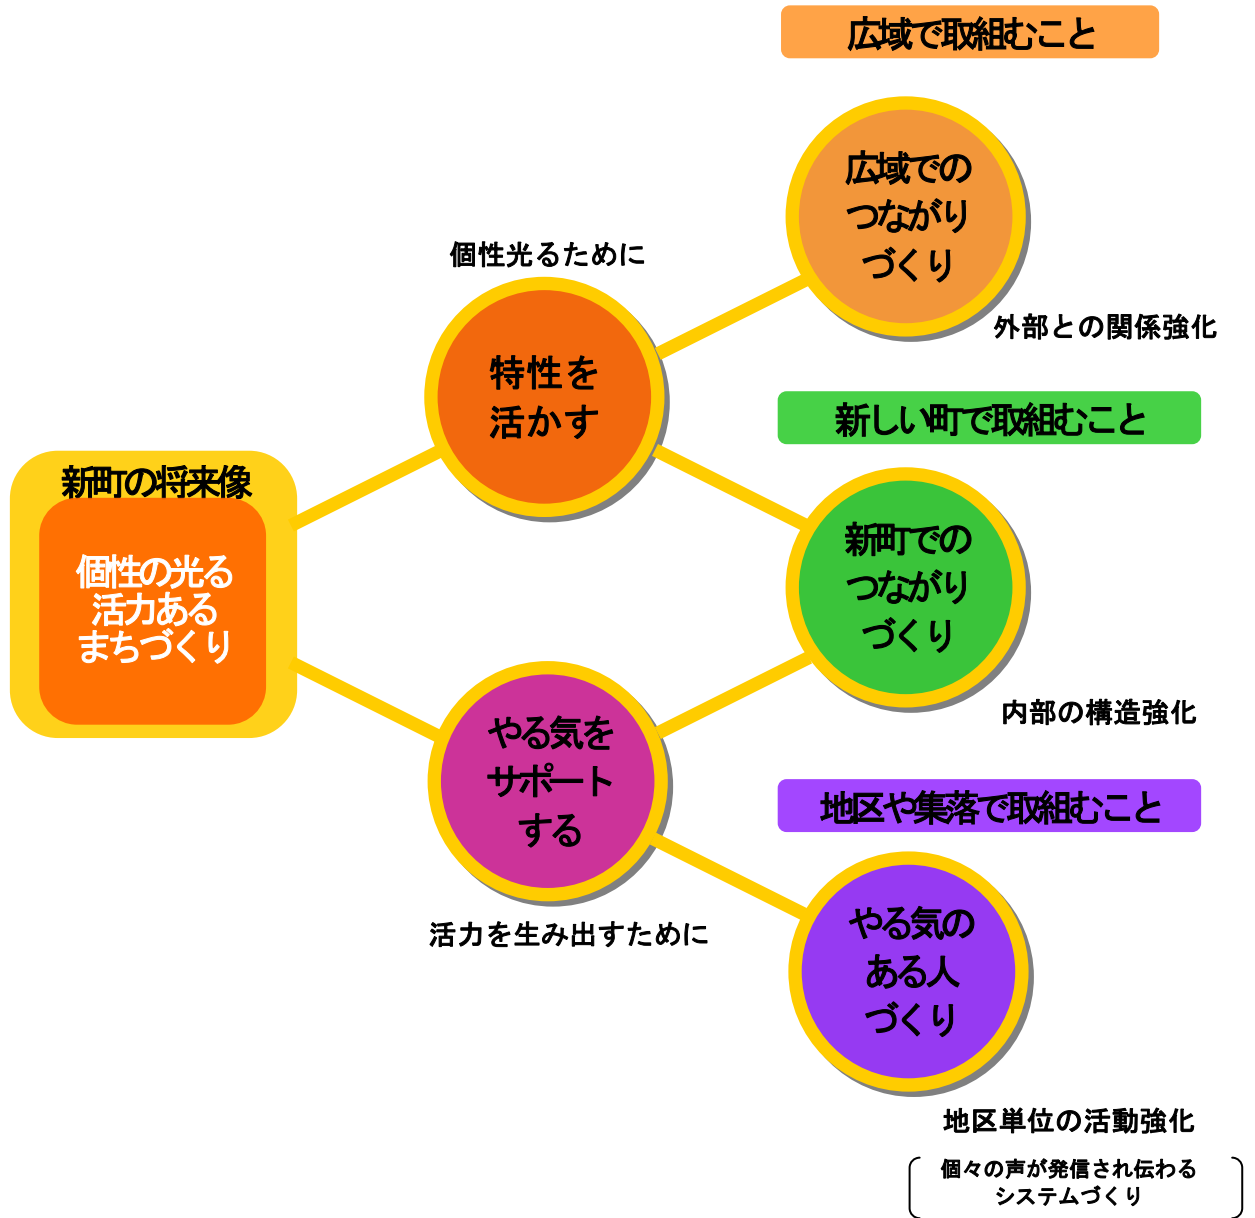 新町の将来像
個性の光る
活力ある
まちづくり
個性光るために
特性を
活かす
やる気を
サポート
する
活力を生み出すために
広域で取組むこと
広域での
つながり
づくり
外部との関係強化
新しい町で取組むこと
新町での
つながり
づくり
内部の構造強化
地区や集落で取組むこと
やる気の
ある人
づくり
地区単位の活動強化
個々の声が発信され伝わる
システムづくり